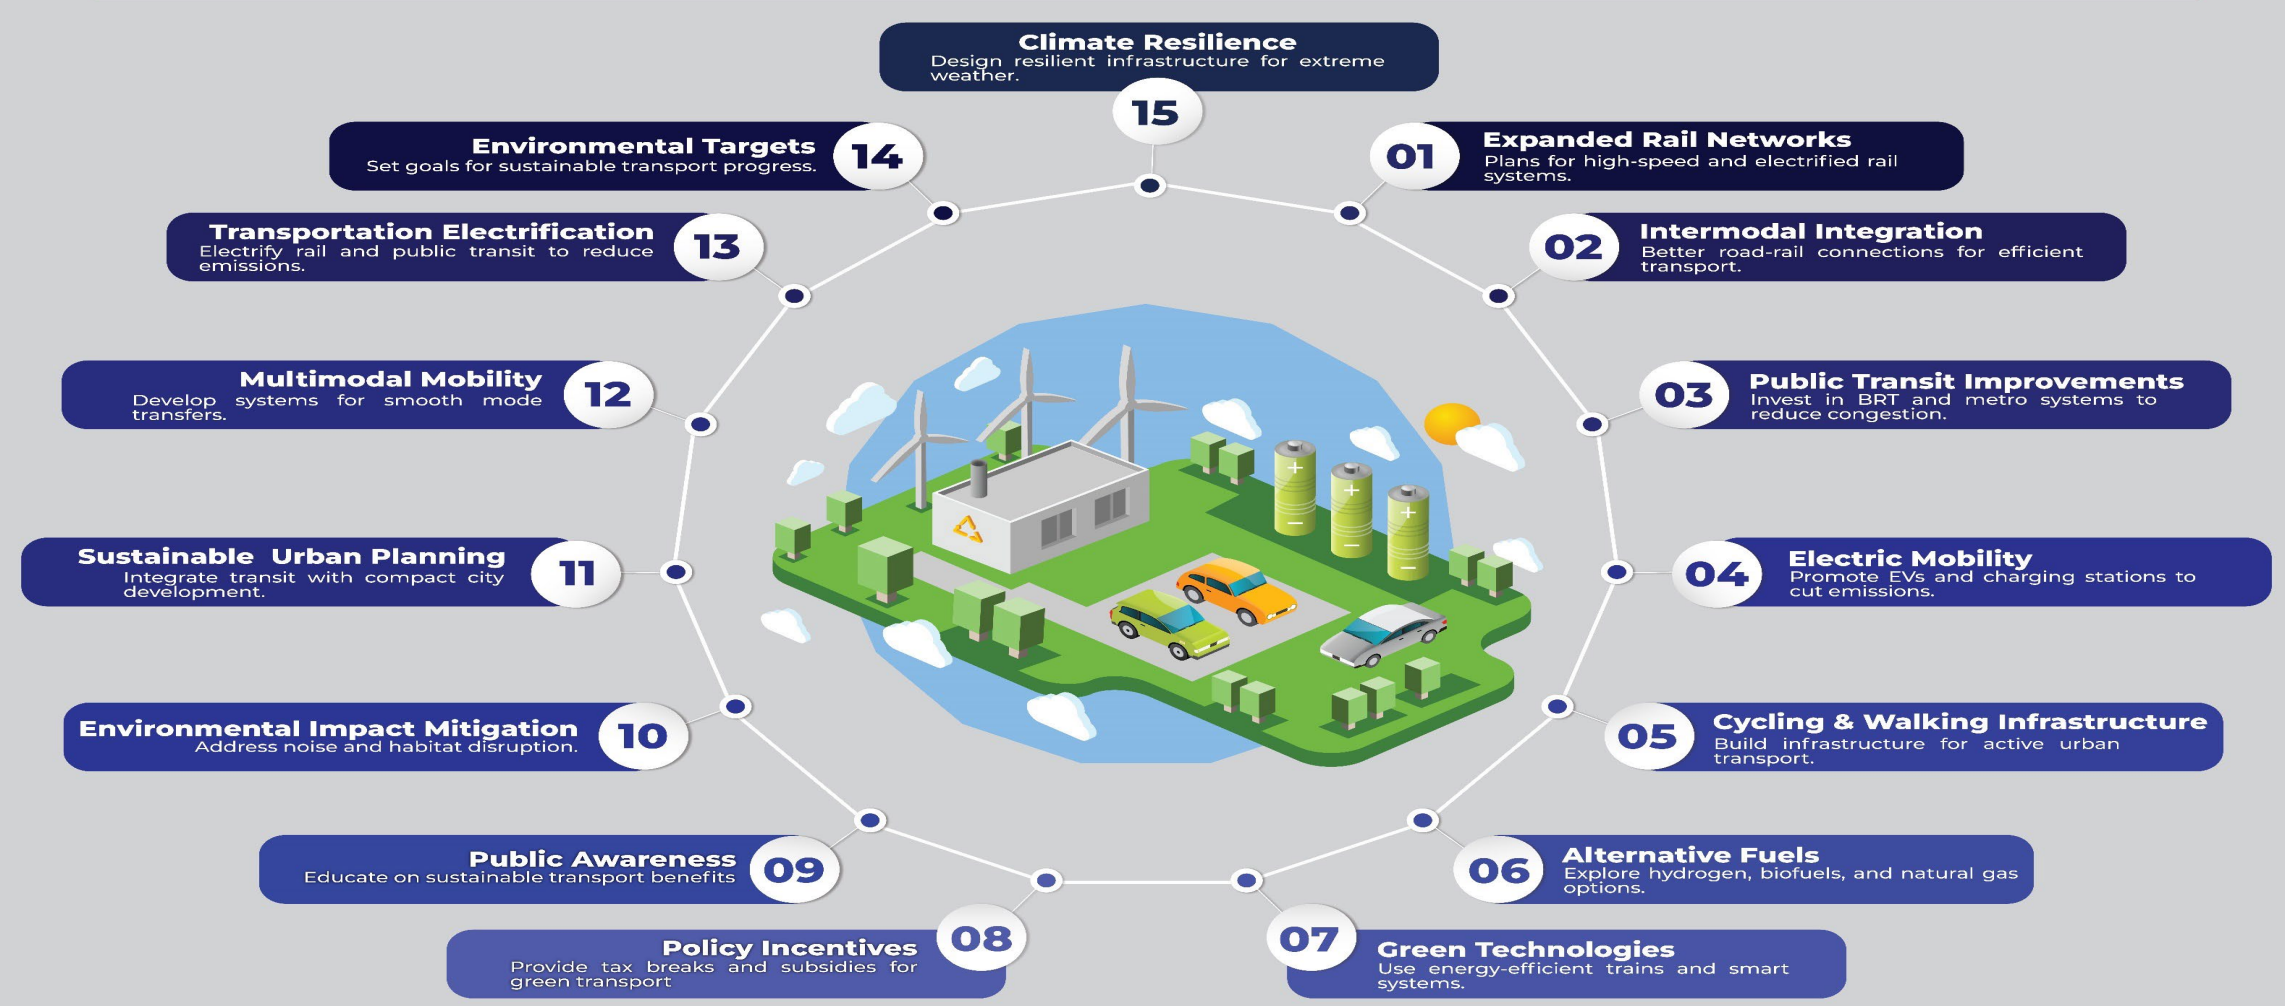 Climate Resilience
Design resilient infrastructure for extreme
weather.
15
01
Expanded Rail Networks
Plans for high-speed and electrified rail
systems.
02
Intermodal Integration
Better road-rail connections for efficient
transport.
03
Public Transit Improvements
Invest in BRT and metro systems to
reduce congestion.
04
Electric Mobility
Promote EVs and charging stations to
cut emissions.
05
Cycling & Walking Infrastructure
Build infrastructure for active urban
transport.
06
Alternative Fuels
Explore hydrogen, biofuels, and natural gas
options.
07
Green Technologies
Use energy-efficient trains and smart
systems.
08
Policy Incentives
Provide tax breaks and subsidies for
green transport
09
Public Awareness
Educate on sustainable transport benefits
10
Environmental Impact Mitigation
Address noise and habitat disruption.
11
Sustainable Urban Planning
Integrate transit with compact city
development.
12
Multimodal Mobility
Develop systems for smooth mode
transfers.
13
Transportation Electrification
Electrify rail and public transit to reduce
emissions.
14
Environmental Targets
Set goals for sustainable transport progress.